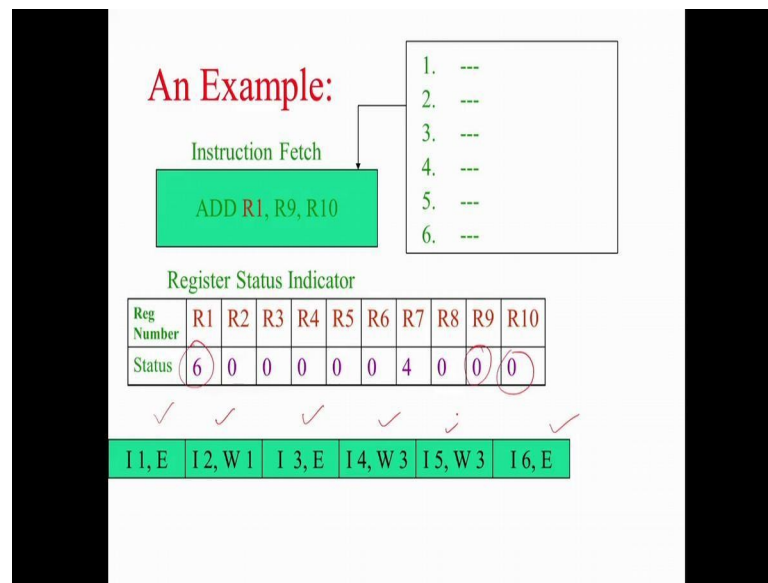 An Example:
1. ---
2. ---
3. ---
4. ---
5. ---
6. ---
Instruction Fetch
ADD R1, R9, R10
Register Status Indicator
Reg Number R1 R2 R3 R4 R5 R6 R7 R8 R9 R10
Status 6 0 0 0 0 0 4 0 0 0
I 1, E I 2, W 1 I 3, E I 4, W 3 I 5, W 3 I 6, E